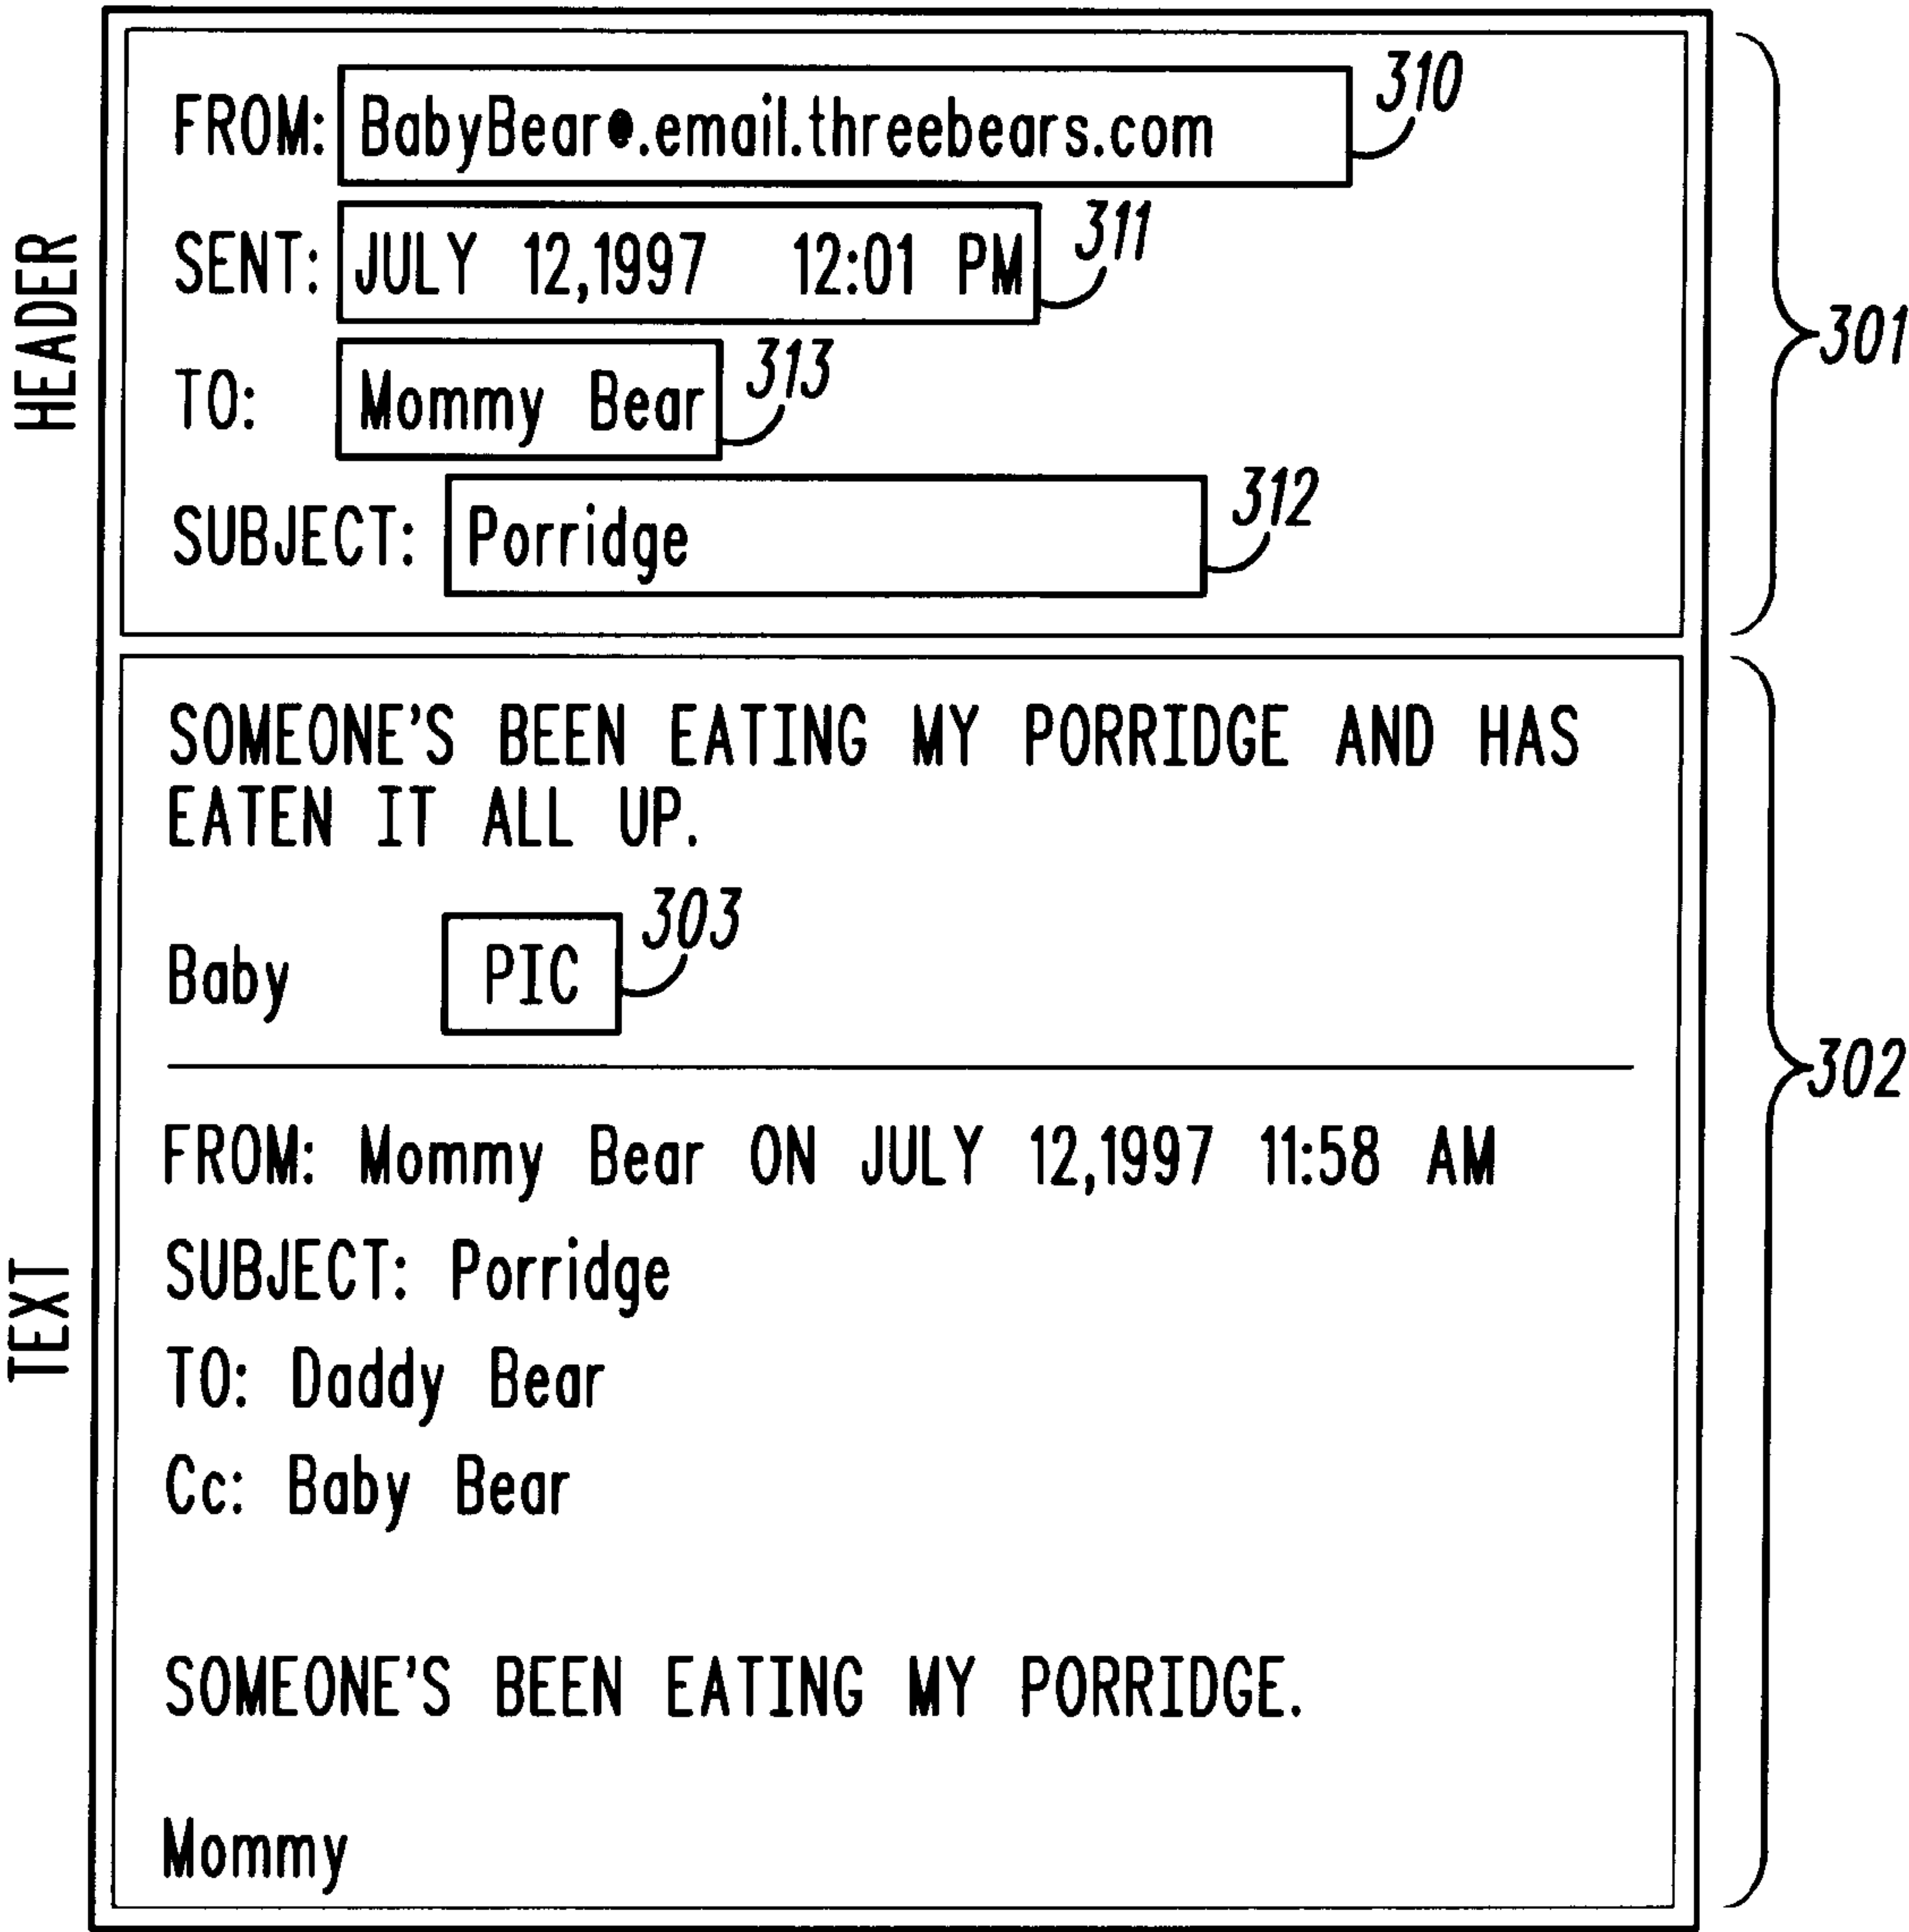 HEADER
FROM: BabyBear@.email.threebears.com 310
SENT: JULY 12,1997 12:01 PM 311
TO: Mommy Bear 313
SUBJECT: Porridge 312
301
TEXT
SOMEONE'S BEEN EATING MY PORRIDGE AND HAS
EATEN IT ALL UP.
Baby PIC 303
FROM: Mommy Bear ON JULY 12,1997 11:58 AM
SUBJECT: Porridge
TO: Daddy Bear
Cc: Baby Bear
SOMEONE'S BEEN EATING MY PORRIDGE.
Mommy
302